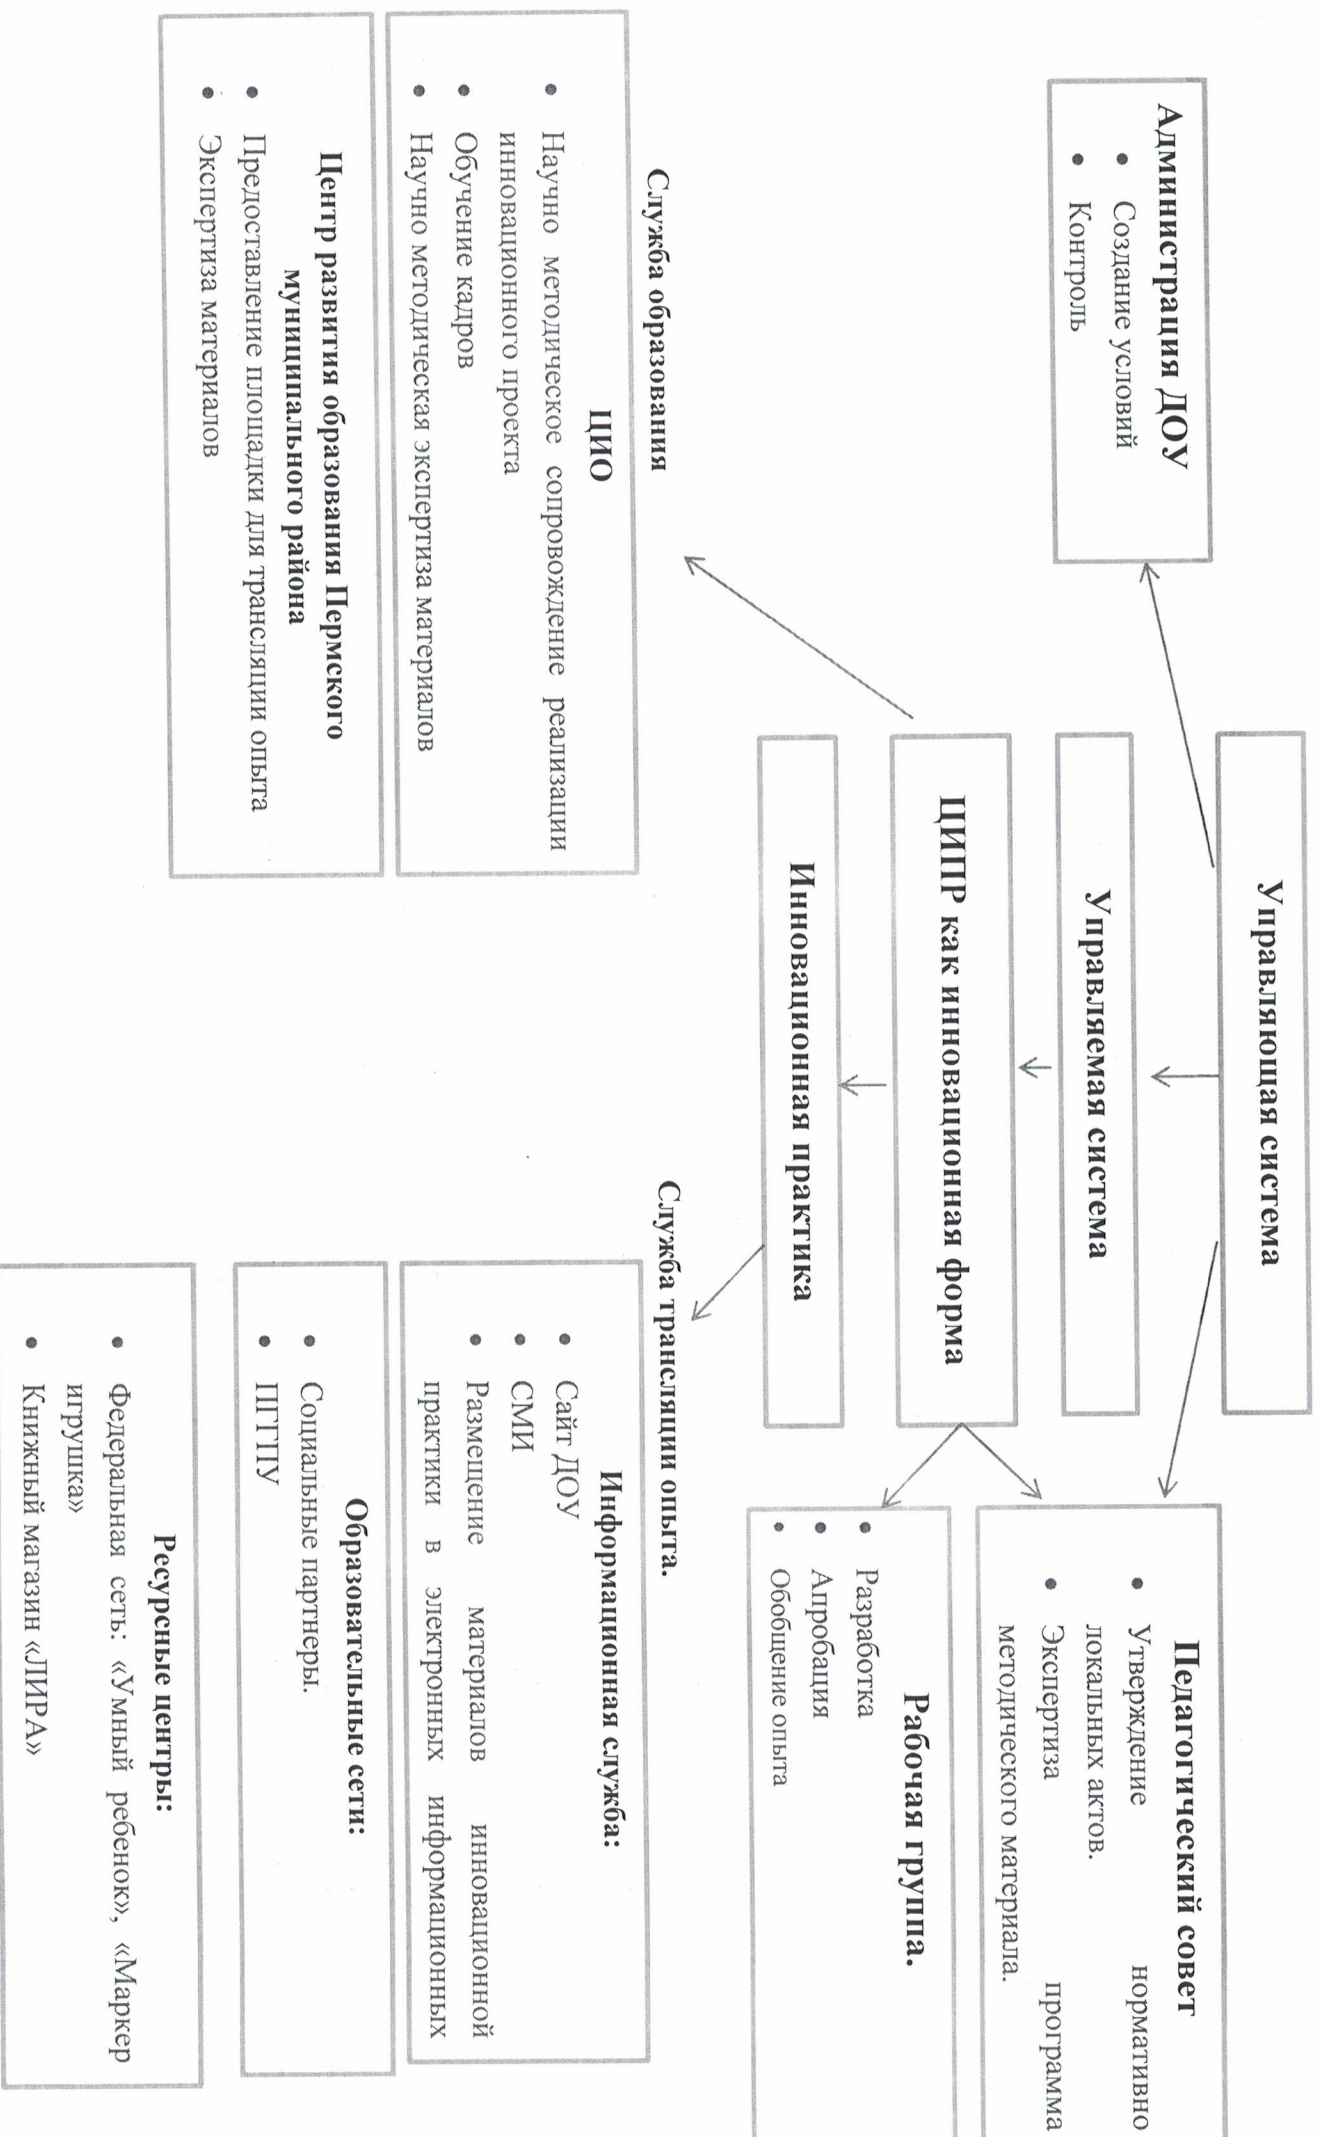 Управляющая система
Администрация ДОУ
• Создание условий
• Контроль
Управляемая система
ЦИПР как инновационная форма
Инновационная практика
Педагогический совет
• Утверждение нормативно
локальных актов.
• Экспертиза программа
методического материала.
Рабочая группа.
• Разработка
• Апробация
• Обобщение опыта
Служба образования
ЦИО
• Научно методическое сопровождение реализации
инновационного проекта
• Обучение кадров
• Научно методическая экспертиза материалов
Центр развития образования Пермского
муниципального района
• Предоставление площадки для трансляции опыта
• Экспертиза материалов
Служба трансляции опыта.
Информационная служба:
• Сайт ДОУ
• СМИ
• Размещение материалов инновационной
практики в электронных информационных
Образовательные сети:
• Социальные партнеры.
• ПГГПУ
Ресурсные центры:
• Федеральная сеть: «Умный ребенок», «Маркер
игрушка»
• Книжный магазин «ЛИРА»